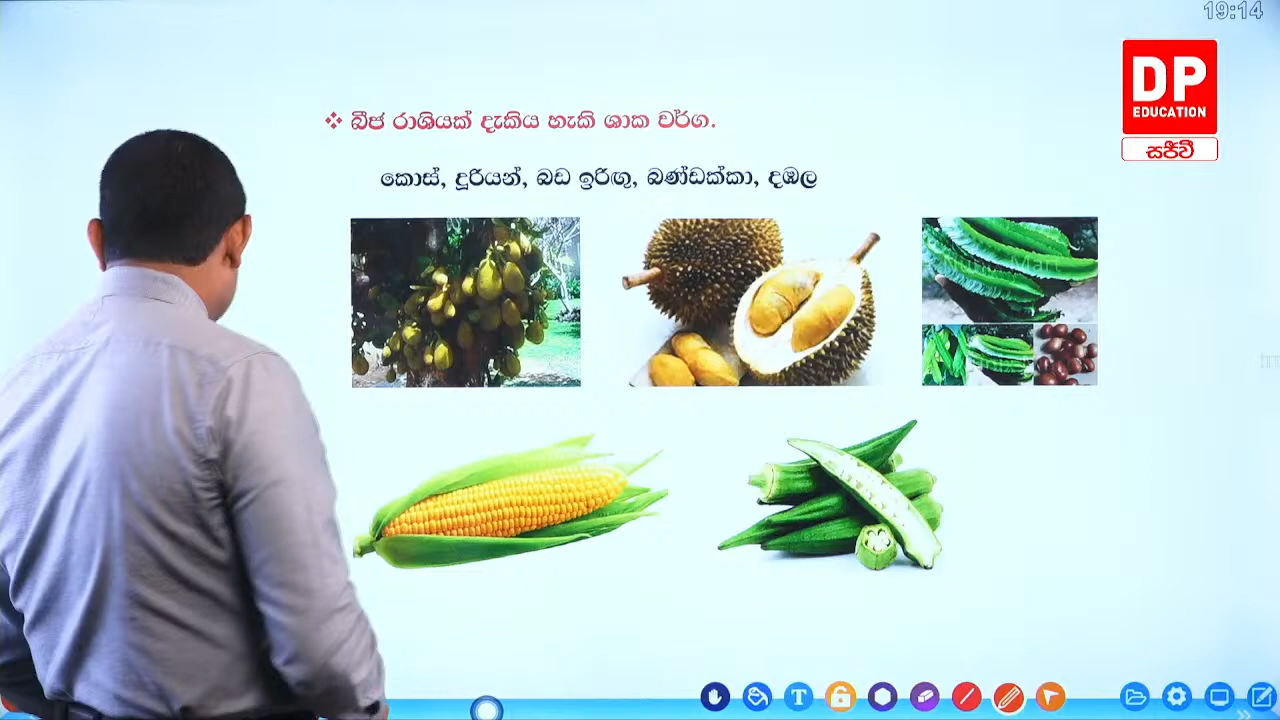 19:14
DP
EDUCATION
සජීවී
❖ බීජ රාශියක් දැකිය හැකි ශාක වර්ග.
කොස්, දූරියන්, බඩ ඉරිඟු, බණ්ඩක්කා, දඹල